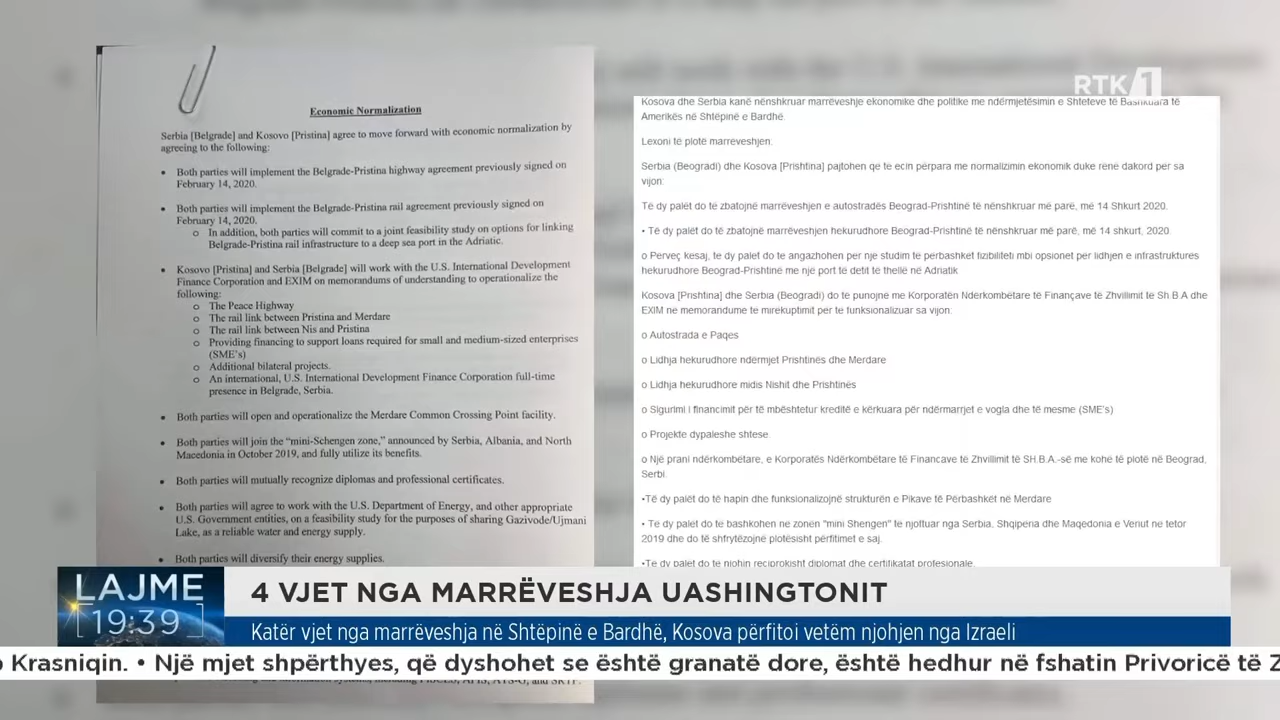 RTK 1
Economic Normalization
Serbia [Belgrade] and Kosovo [Pristina] agree to move forward with economic normalization by
agreeing to the following:
• Both parties will implement the Belgrade-Pristina highway agreement previously signed on
February 14, 2020.
• Both parties will implement the Belgrade-Pristina rail agreement previously signed on
February 14, 2020.
o In addition, both parties will commit to a joint feasibility study on options for linking
Belgrade-Pristina rail infrastructure to a deep sea port in the Adriatic.
• Kosovo [Pristina] and Serbia [Belgrade] will work with the U.S. International Development
Finance Corporation and EXIM on memorandums of understanding to operationalize the
following:
o The Peace Highway
o The rail link between Pristina and Merdare
o The rail link between Nis and Pristina
o Providing financing to support loans required for small and medium-sized enterprises
(SME's)
o Additional bilateral projects.
o An international, U.S. International Development Finance Corporation full-time
presence in Belgrade, Serbia.
• Both parties will open and operationalize the Merdare Common Crossing Point facility.
• Both parties will join the “mini-Schengen zone,” announced by Serbia, Albania, and North
Macedonia in October 2019, and fully utilize its benefits.
• Both parties will mutually recognize diplomas and professional certificates.
• Both parties will agree to work with the U.S. Department of Energy, and other appropriate
U.S. Government entities, on a feasibility study for the purposes of sharing Gazivode/Ujmani
Lake, as a reliable water and energy supply.
• Both parties will diversify their energy supplies.
Kosova dhe Serbia kanë nënshkruar marrëveshje ekonomike dhe politike me ndërmjetësimin e Shteteve të Bashkuara të
Amerikës në Shtëpinë e Bardhë.
Lexoni të plotë marrëveshjen.
Serbia (Beogradi) dhe Kosova [Prishtina] pajtohen që të ecin përpara me normalizimin ekonomik duke rënë dakord për sa
vijon:
Të dy palët do të zbatojnë marrëveshjen e autostradës Beograd-Prishtinë të nënshkruar më parë, më 14 Shkurt 2020.
• Të dy palët do të zbatojnë marrëveshjen hekurudhore Beograd-Prishtinë të nënshkruar më parë, më 14 shkurt, 2020.
o Përveç kësaj, të dy palët do të angazhohen për një studim të përbashkët fizibiliteti mbi opsionet për lidhjen e infrastruktures
hekurudhore Beograd-Prishtinë me një port të detit të thellë në Adriatik
Kosova [Prishtina] dhe Serbia (Beogradi) do të punojnë me Korporatën Ndërkombëtare të Finançave të Zhvillimit të Sh.B.A dhe
EXIM në memorandume të mirëkuptimit për të funksionalizuar sa vijon:
o Autostrada e Paqes
o Lidhja hekurudhore ndërmjet Prishtinës dhe Merdare
o Lidhja hekurudhore midis Nishit dhe Prishtinës
o Sigurimi i financimit për të mbështetur kreditë e kërkuara për ndërmarrjet e vogla dhe të mesme (SME's)
o Projekte dypaleshe shtese.
o Një prani ndërkombëtare, e Korporatës Ndërkombëtare të Financave të Zhvillimit të SH.B.A.-së me kohë të plotë në Beograd,
Serbi.
•Të dy palët do të hapin dhe funksionalizojnë strukturën e Pikave të Përbashkët në Merdare
• Të dy palët do të bashkohen në zonën "mini Shengen" të njoftuar nga Serbia, Shqipëria dhe Maqedonia e Veriut në tetor
2019 dhe do të shfrytëzojnë plotësisht përfitimet e saj.
•Të dy palët do të njohin reciprokisht diplomat dhe certifikatat profesionale.
LAJME
19:39
4 VJET NGA MARRËVESHJA UASHINGTONIT
Katër vjet nga marrëveshja në Shtëpinë e Bardhë, Kosova përfitoi vetëm njohjen nga Izraeli
Krasniqin. • Një mjet shpërthyes, që dyshohet se është granatë dore, është hedhur në fshatin Privoricë të